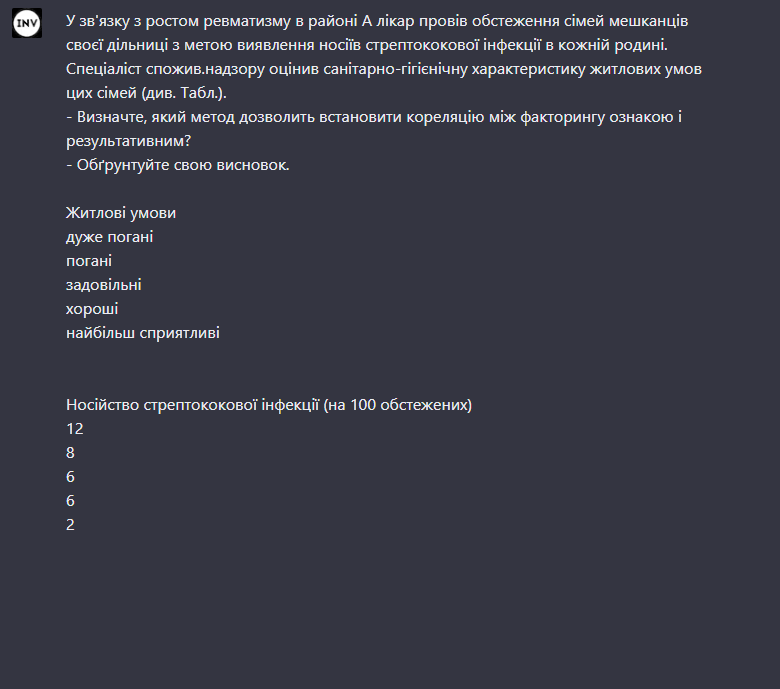 INV
У зв'язку з ростом ревматизму в районі А лікар провів обстеження сімей мешканців
своєї дільниці з метою виявлення носіїв стрептококової інфекції в кожній родині.
Спеціаліст спожив.надзору оцінив санітарно-гігієнічну характеристику житлових умов
цих сімей (див. Табл.).
- Визначте, який метод дозволить встановити кореляцію між факторингу ознакою і
результативним?
- Обґрунтуйте свою висновок.
Житлові умови
дуже погані
погані
задовільні
хороші
найбільш сприятливі
Носійство стрептококової інфекції (на 100 обстежених)
12
8
6
6
2